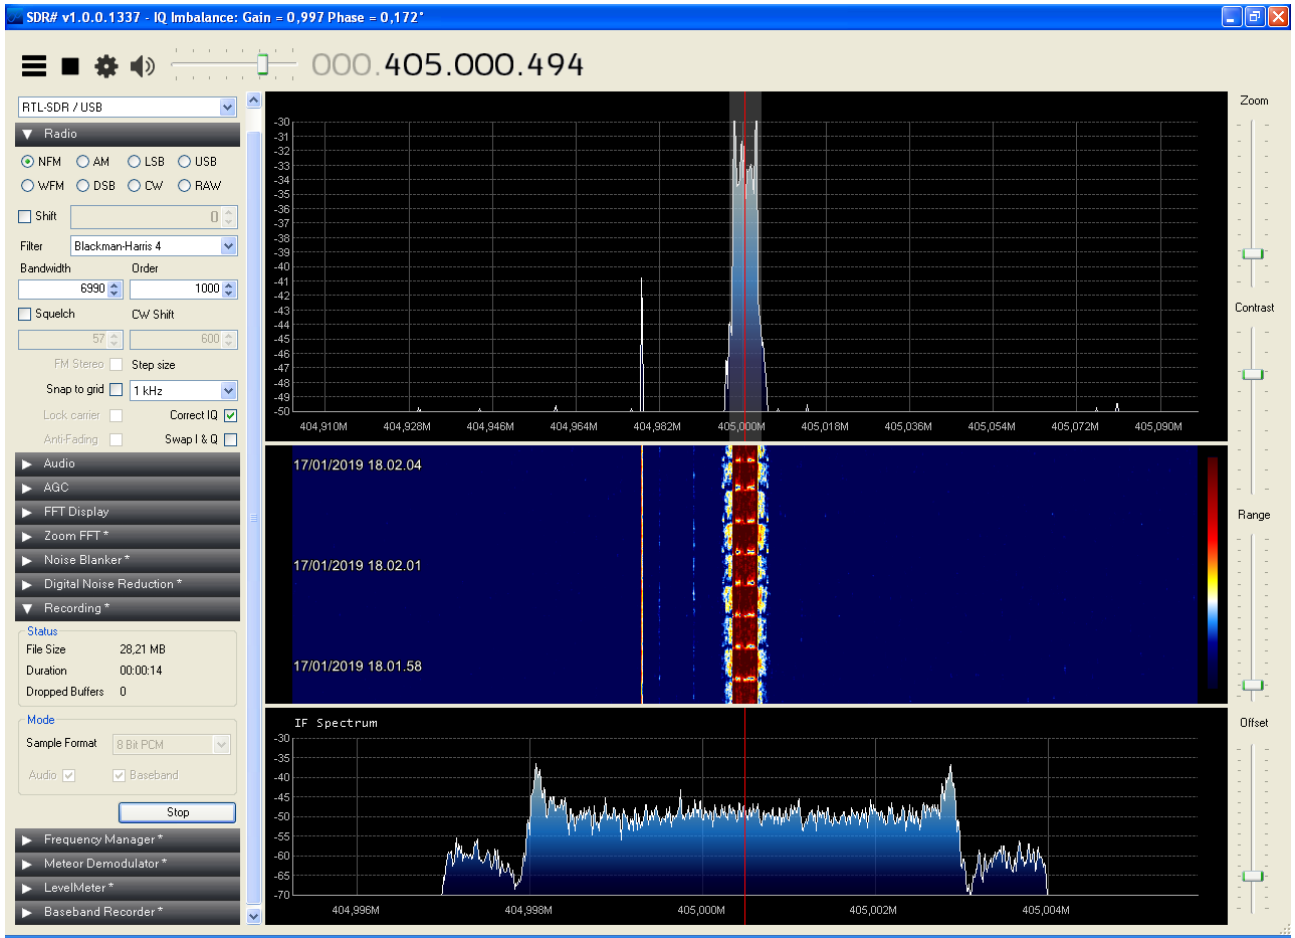 SDR# v1.0.0.1337 - IQ Imbalance: Gain = 0,997 Phase = 0,172°
000.405.000.494
RTL-SDR / USB
Radio
NFM AM LSB USB
WFM DSB CW RAW
Shift 0
Filter Blackman-Harris 4
Bandwidth Order
6990 1000
Squelch CW Shift
57 600
FM Stereo Step size
Snap to grid 1 kHz
Lock carrier Correct IQ
Anti-Fading Swap I & Q
Audio
AGC
FFT Display
Zoom FFT *
Noise Blanker *
Digital Noise Reduction *
Recording *
Status
File Size 28,21 MB
Duration 00:00:14
Dropped Buffers 0
Mode
Sample Format 8 Bit PCM
Audio Baseband
Stop
Frequency Manager *
Meteor Demodulator *
LevelMeter *
Baseband Recorder *
-30
-31
-32
-33
-34
-35
-36
-37
-38
-39
-40
-41
-42
-43
-44
-45
-46
-47
-48
-49
-50
404,910M 404,928M 404,946M 404,964M 404,982M 405,000M 405,018M 405,036M 405,054M 405,072M 405,090M
17/01/2019 18.02.04
17/01/2019 18.02.01
17/01/2019 18.01.58
IF Spectrum
-30
-35
-40
-45
-50
-55
-60
-65
-70
404,996M 404,998M 405,000M 405,002M 405,004M
Zoom
Contrast
Range
Offset